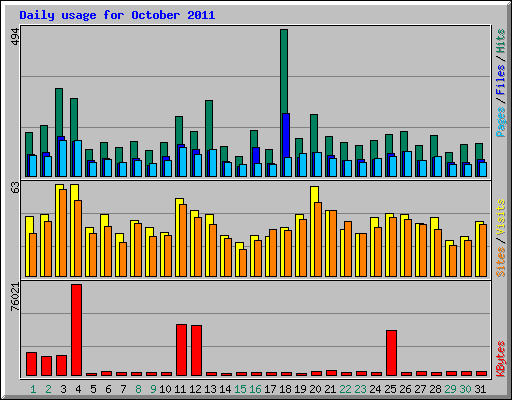 Daily usage for October 2011
494
63
76021
Pages / Files / Hits
Sites / Visits
KBytes
1 2 3 4 5 6 7 8 9 10 11 12 13 14 15 16 17 18 19 20 21 22 23 24 25 26 27 28 29 30 31